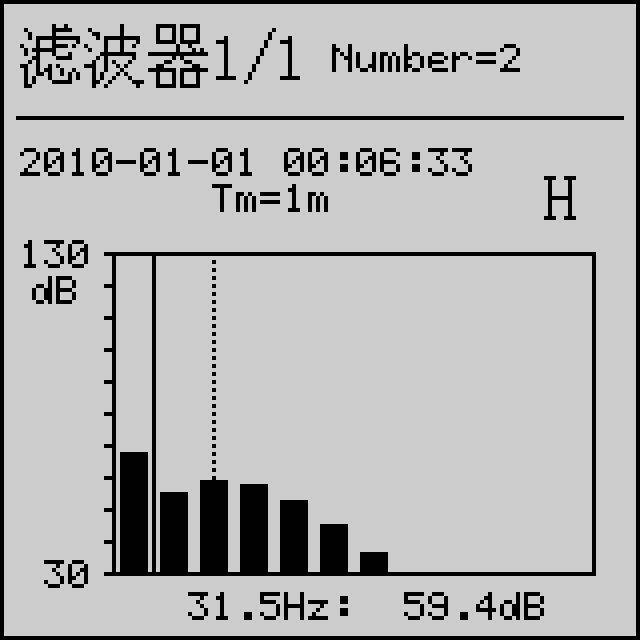 滤波器1/1 Number=2
2010-01-01 00:06:33
Tm=1m H
130
dB
30
31.5Hz: 59.4dB